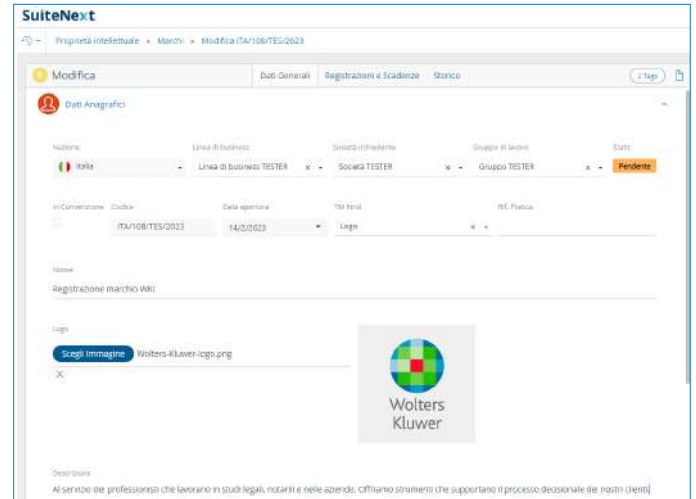 SuiteNext
Proprietà intellettuale » Marchi » Modifica ITA/108/TES/2023
Modifica Dati Generali Registrazioni e Scadenze Storico 2 Tags
Dati Anagrafici
Nazione Linea di business Società richiedente Gruppo di lavoro Stato
Italia Linea di business TESTER x Società TESTER x Gruppo TESTER x Pendente
In Convenzione Codice Data apertura TM Kind Rif. Pratica
ITA/108/TES/2023 14/2/2023 Logo x
Nome
Registrazione marchio WKI
Logo
Scegli Immagine Wolters-Kluwer-logo.png
Wolters
Kluwer
Descrizione
Al servizio dei professionisti che lavorano in studi legali, notarili e nelle aziende. Offriamo strumenti che supportano il processo decisionale dei nostri clienti